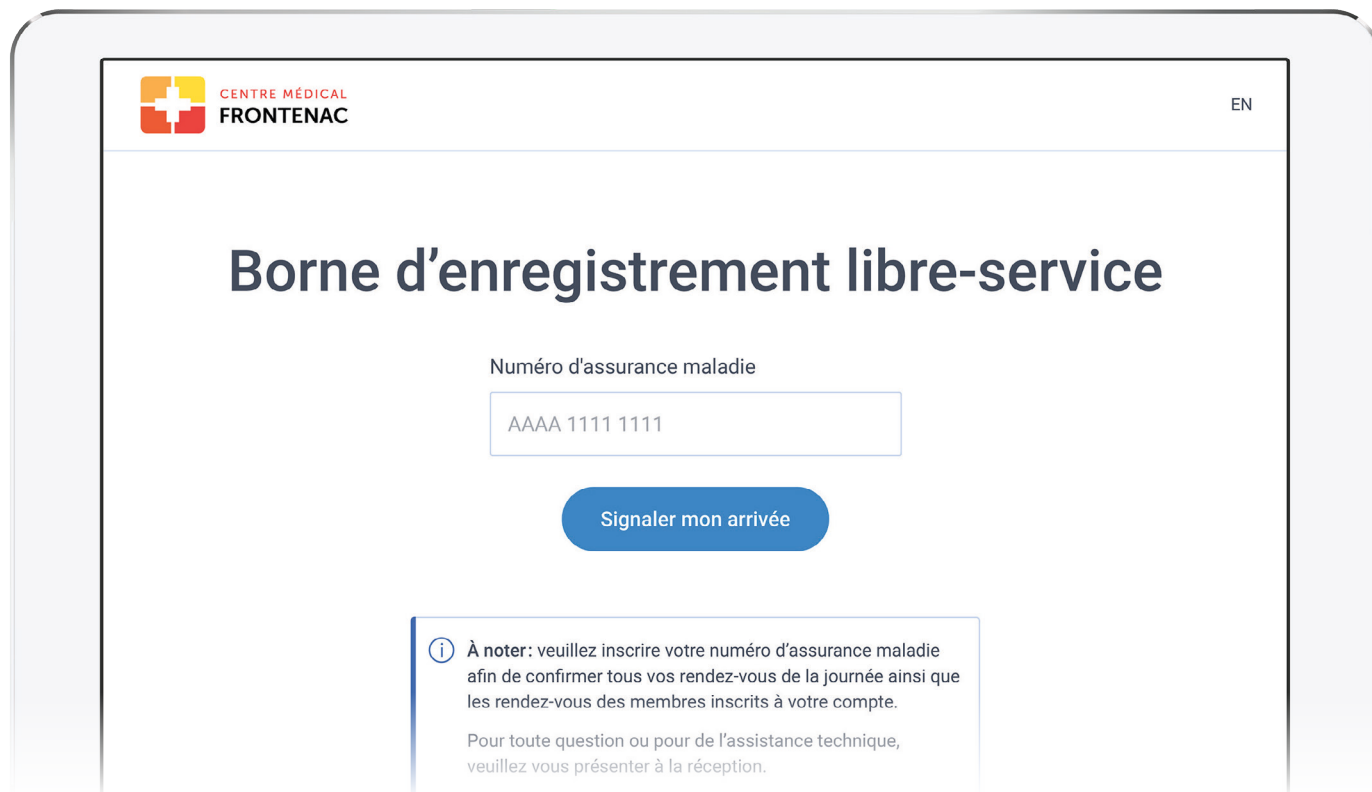 CENTRE MÉDICAL
FRONTENAC
EN
Borne d’enregistrement libre-service
Numéro d'assurance maladie
AAAA 1111 1111
Signaler mon arrivée
À noter : veuillez inscrire votre numéro d’assurance maladie
afin de confirmer tous vos rendez-vous de la journée ainsi que
les rendez-vous des membres inscrits à votre compte.
Pour toute question ou pour de l’assistance technique,
veuillez vous présenter à la réception.